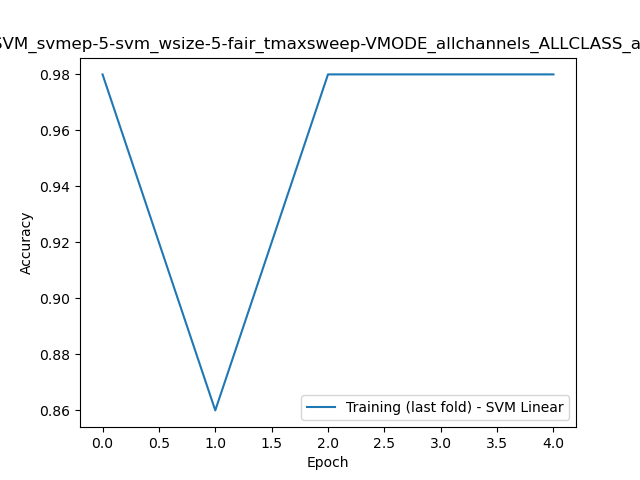 SVM_svmep-5-svm_wsize-5-fair_tmaxsweep-VMODE_allchannels_ALLCLASS_a
0.98
0.96
0.94
0.92
0.90
0.88
0.86
Accuracy
Training (last fold) - SVM Linear
0.0 0.5 1.0 1.5 2.0 2.5 3.0 3.5 4.0
Epoch